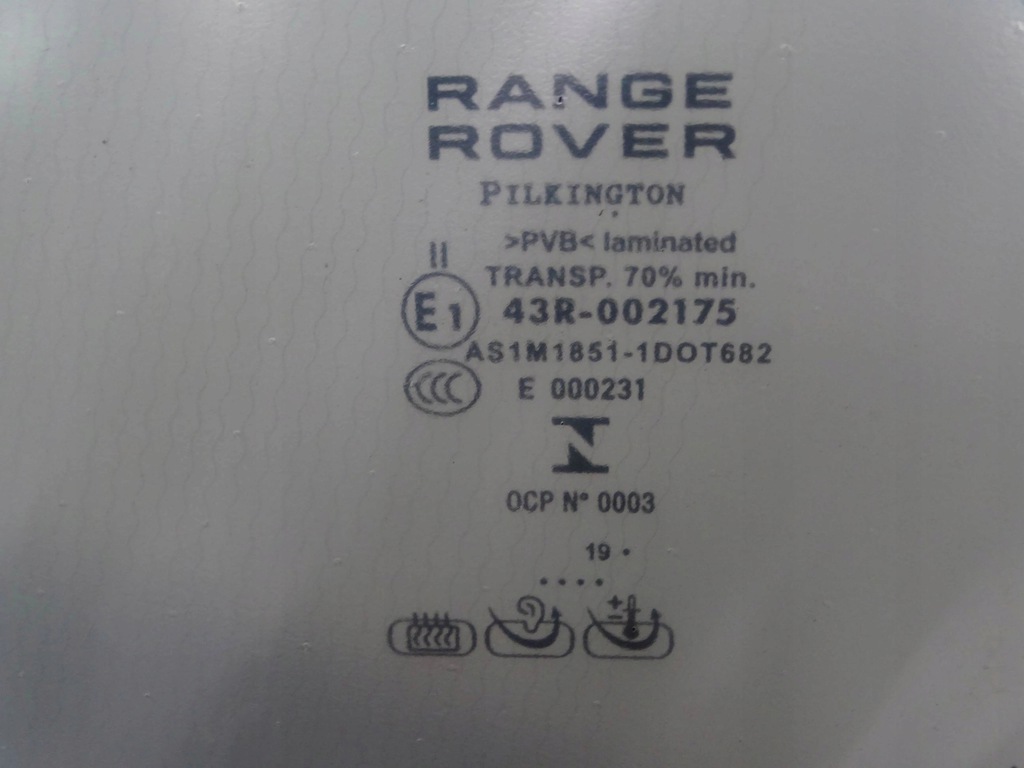 RANGE
ROVER
PILKINGTON
>PVB< laminated
II
TRANSP. 70% min.
E1 43R-002175
AS1M1851-1DOT682
CCC E 000231
OCP Nº 0003
19 •
• • • •
+
−